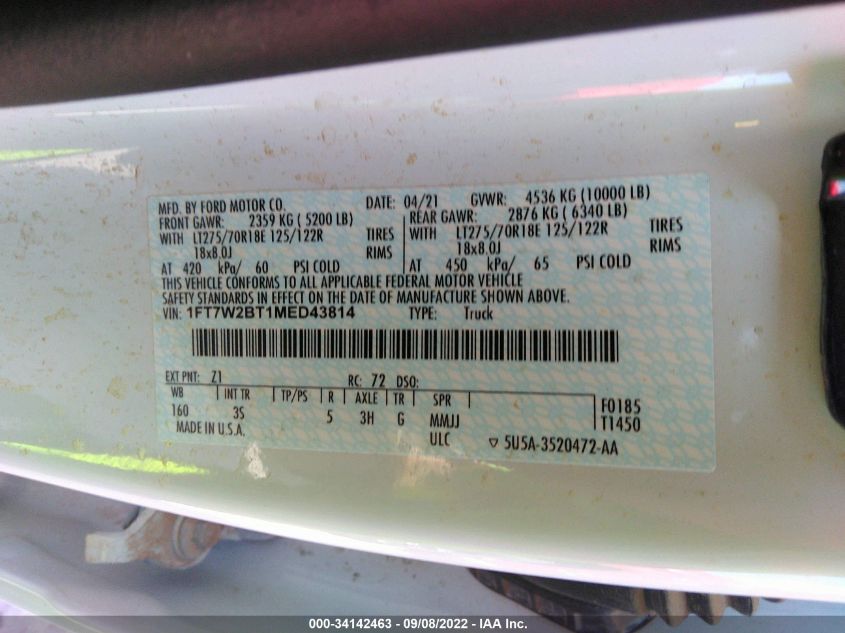 MFD. BY FORD MOTOR CO. DATE: 04/21 GVWR: 4536 KG (10000 LB)
FRONT GAWR: 2359 KG ( 5200 LB) REAR GAWR: 2876 KG ( 6340 LB)
WITH LT275/70R18E 125/122R TIRES WITH LT275/70R18E 125/122R TIRES
18x8.0J RIMS 18x8.0J RIMS
AT 420 kPa/ 60 PSI COLD AT 450 kPa/ 65 PSI COLD
THIS VEHICLE CONFORMS TO ALL APPLICABLE FEDERAL MOTOR VEHICLE
SAFETY STANDARDS IN EFFECT ON THE DATE OF MANUFACTURE SHOWN ABOVE.
VIN: 1FT7W2BT1MED43814 TYPE: Truck
EXT PNT: Z1 RC: 72 DSO:
WB INT TR TP/PS R AXLE TR SPR F0185
160 3S 5 3H G MMJJ T1450
MADE IN U.S.A. ULC ▽ 5U5A-3520472-AA
000-34142463 - 09/08/2022 - IAA Inc.